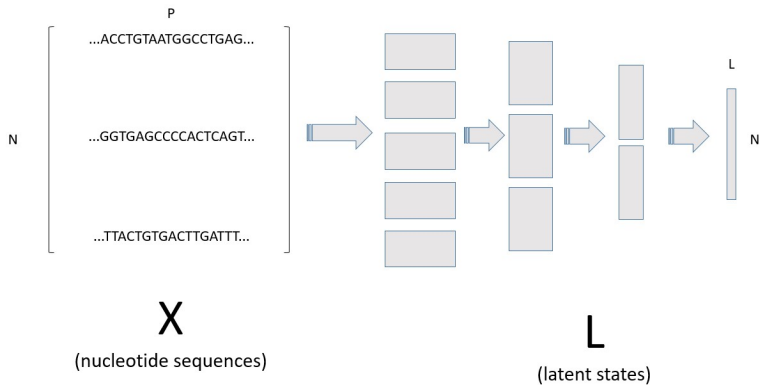 P
...ACCTGTAATGGCCTGAG...
L
N
...GGTGAGCCCCACTCAGT...
N
...TTACTGTGACTTGATTT...
X
(nucleotide sequences)
L
(latent states)